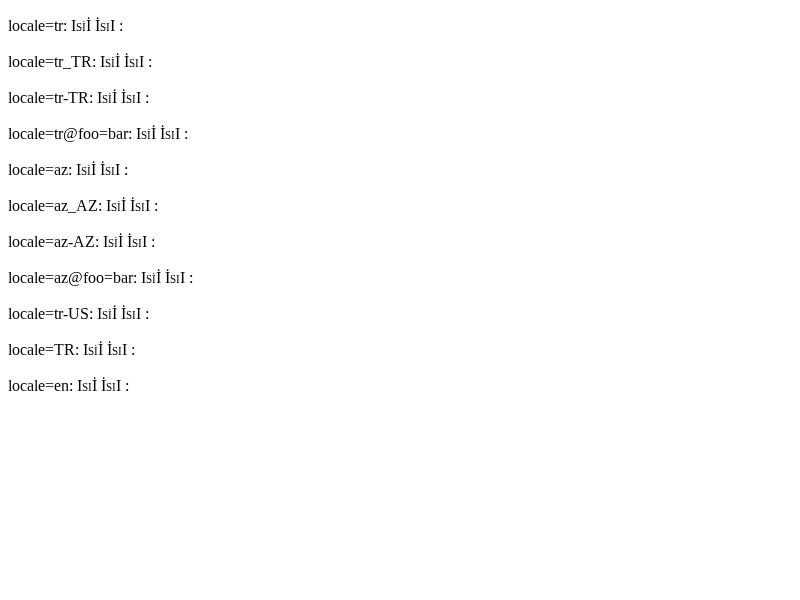 locale=tr: Isiİ İsıI :
locale=tr_TR: Isiİ İsıI :
locale=tr-TR: Isiİ İsıI :
locale=tr@foo=bar: Isiİ İsıI :
locale=az: Isiİ İsıI :
locale=az_AZ: Isiİ İsıI :
locale=az-AZ: Isiİ İsıI :
locale=az@foo=bar: Isiİ İsıI :
locale=tr-US: Isiİ İsıI :
locale=TR: Isiİ İsıI :
locale=en: Isiİ İsıI :